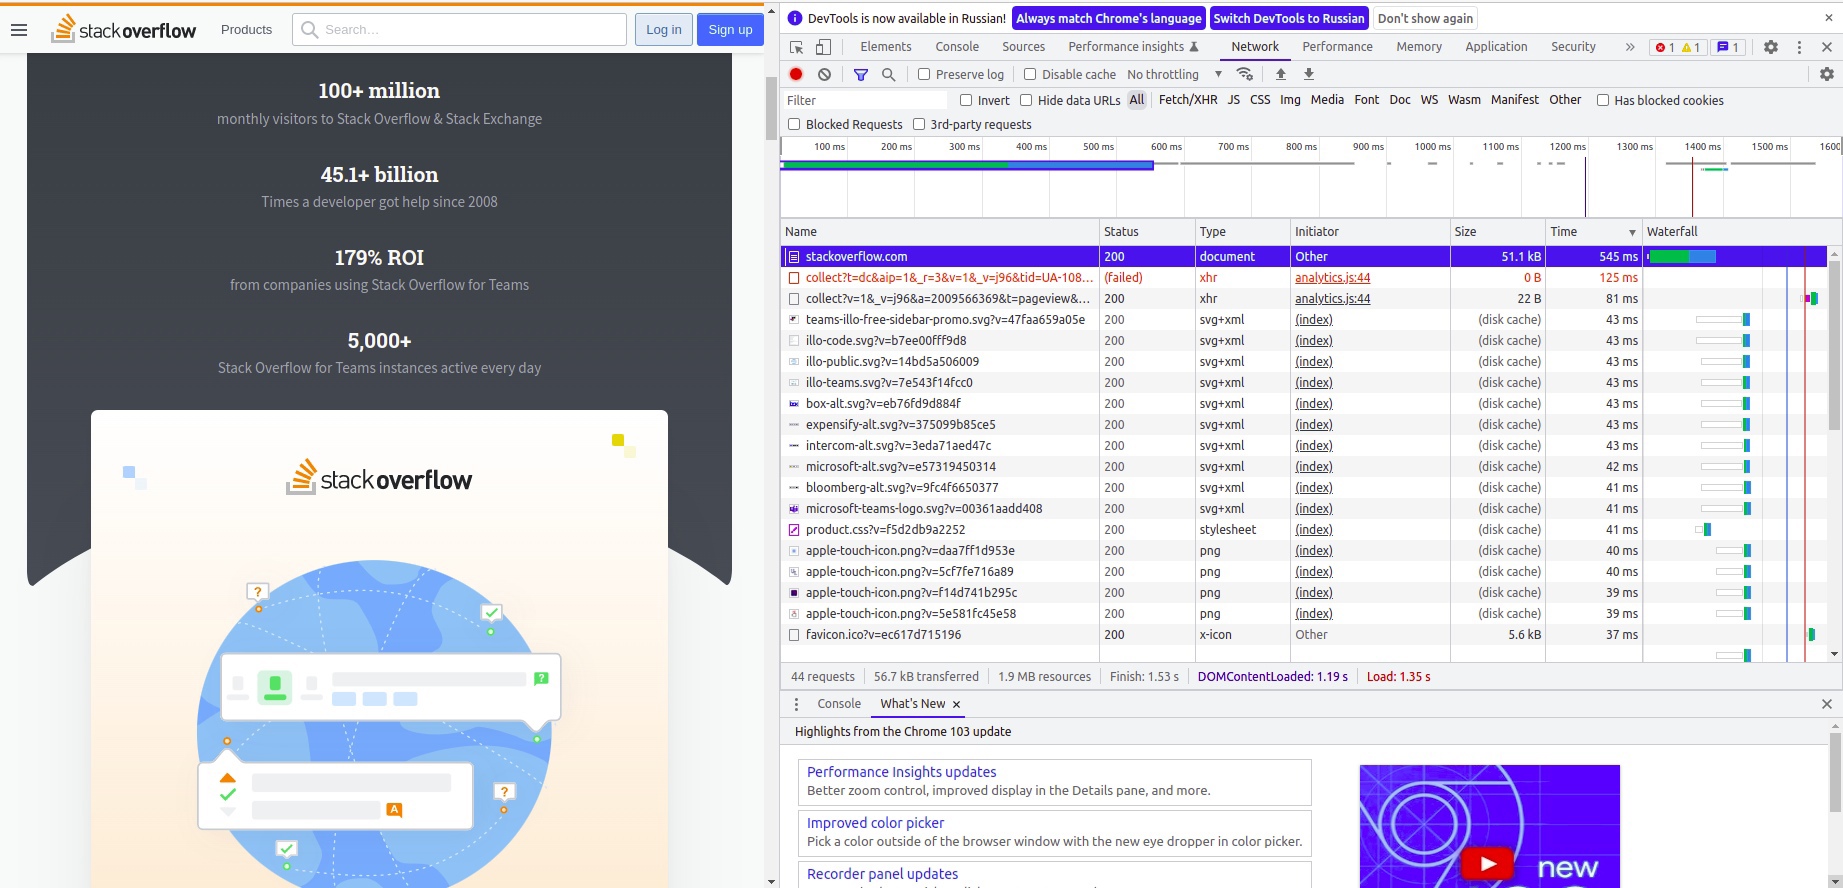 stackoverflow Products Search... Log in Sign up
100+ million
monthly visitors to Stack Overflow & Stack Exchange
45.1+ billion
Times a developer got help since 2008
179% ROI
from companies using Stack Overflow for Teams
5,000+
Stack Overflow for Teams instances active every day
stackoverflow
?
?
?
A
DevTools is now available in Russian! Always match Chrome's language Switch DevTools to Russian Don't show again
Elements Console Sources Performance insights Network Performance Memory Application Security » 1 1 1
Preserve log Disable cache No throttling
Filter Invert Hide data URLs All Fetch/XHR JS CSS Img Media Font Doc WS Wasm Manifest Other Has blocked cookies
Blocked Requests 3rd-party requests
100 ms 200 ms 300 ms 400 ms 500 ms 600 ms 700 ms 800 ms 900 ms 1000 ms 1100 ms 1200 ms 1300 ms 1400 ms 1500 ms 1600
Name Status Type Initiator Size Time Waterfall
stackoverflow.com 200 document Other 51.1 kB 545 ms
collect?t=dc&aip=1&_r=3&v=1&_v=j96&tid=UA-108... (failed) xhr analytics.js:44 0 B 125 ms
collect?v=1&_v=j96&a=2009566369&t=pageview&... 200 xhr analytics.js:44 22 B 81 ms
teams-illo-free-sidebar-promo.svg?v=47faa659a05e 200 svg+xml (index) (disk cache) 43 ms
illo-code.svg?v=b7ee00fff9d8 200 svg+xml (index) (disk cache) 43 ms
illo-public.svg?v=14bd5a506009 200 svg+xml (index) (disk cache) 43 ms
illo-teams.svg?v=7e543f14fcc0 200 svg+xml (index) (disk cache) 43 ms
box-alt.svg?v=eb76fd9d884f 200 svg+xml (index) (disk cache) 43 ms
expensify-alt.svg?v=375099b85ce5 200 svg+xml (index) (disk cache) 43 ms
intercom-alt.svg?v=3eda71aed47c 200 svg+xml (index) (disk cache) 43 ms
microsoft-alt.svg?v=e57319450314 200 svg+xml (index) (disk cache) 42 ms
bloomberg-alt.svg?v=9fc4f6650377 200 svg+xml (index) (disk cache) 41 ms
microsoft-teams-logo.svg?v=00361aadd408 200 svg+xml (index) (disk cache) 41 ms
product.css?v=f5d2db9a2252 200 stylesheet (index) (disk cache) 41 ms
apple-touch-icon.png?v=daa7ff1d953e 200 png (index) (disk cache) 40 ms
apple-touch-icon.png?v=5cf7fe716a89 200 png (index) (disk cache) 40 ms
apple-touch-icon.png?v=f14d741b295c 200 png (index) (disk cache) 39 ms
apple-touch-icon.png?v=5e581fc45e58 200 png (index) (disk cache) 39 ms
favicon.ico?v=ec617d715196 200 x-icon Other 5.6 kB 37 ms
44 requests 56.7 kB transferred 1.9 MB resources Finish: 1.53 s DOMContentLoaded: 1.19 s Load: 1.35 s
Console What's New
Highlights from the Chrome 103 update
Performance Insights updates
Better zoom control, improved display in the Details pane, and more.
Improved color picker
Pick a color outside of the browser window with the new eye dropper in color picker.
Recorder panel updates
new